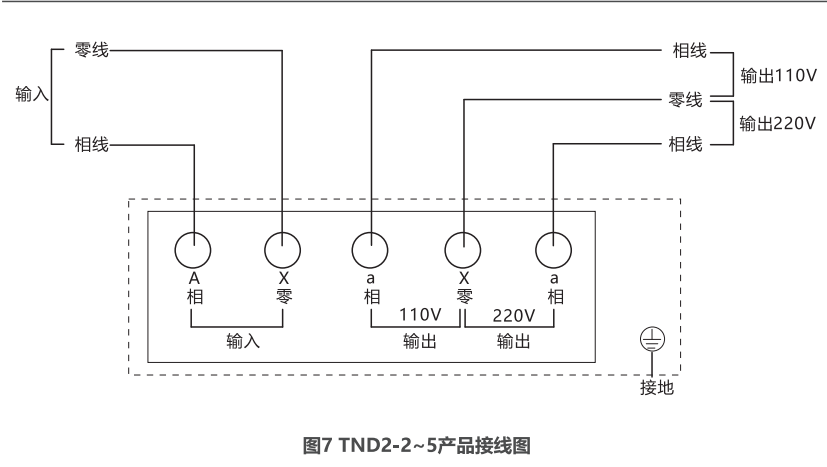 零线
相线
输出110V
输入
零线
输出220V
相线
相线
A
X
a
X
a
相
零
相
零
相
110V
220V
输入
输出
输出
接地
图7 TND2-2~5产品接线图